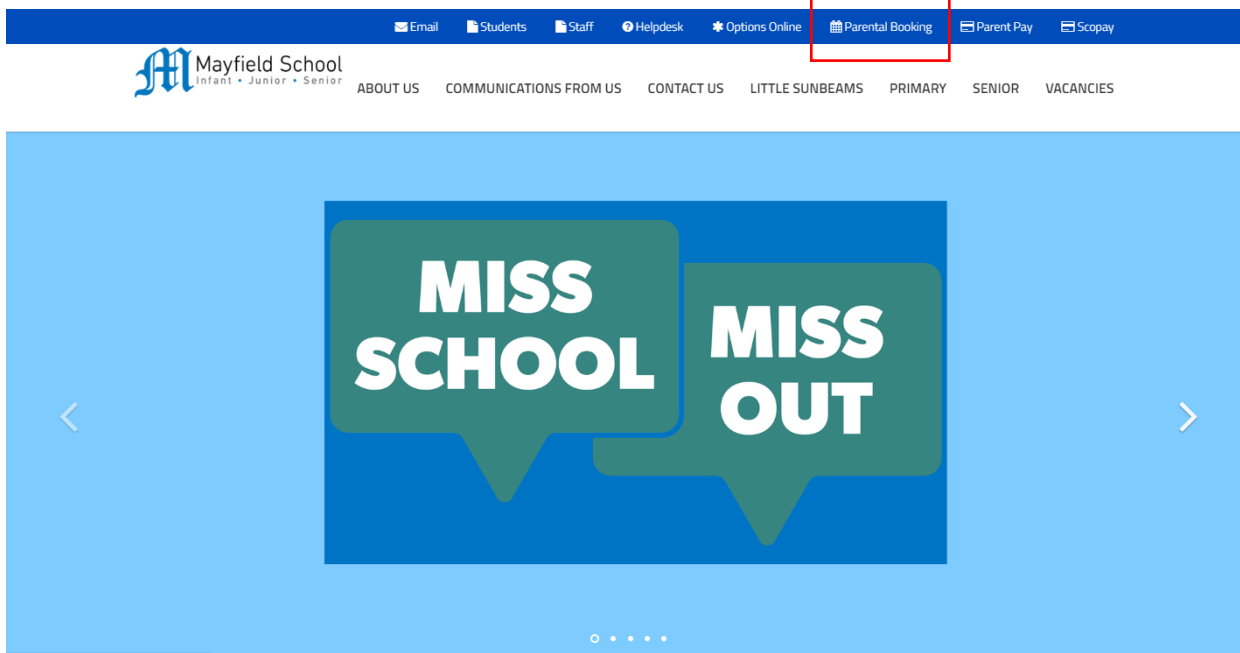 Email Students Staff Helpdesk Options Online Parental Booking Parent Pay Scopay
Mayfield School
Infant • Junior • Senior
ABOUT US COMMUNICATIONS FROM US CONTACT US LITTLE SUNBEAMS PRIMARY SENIOR VACANCIES
MISS
SCHOOL
MISS
OUT